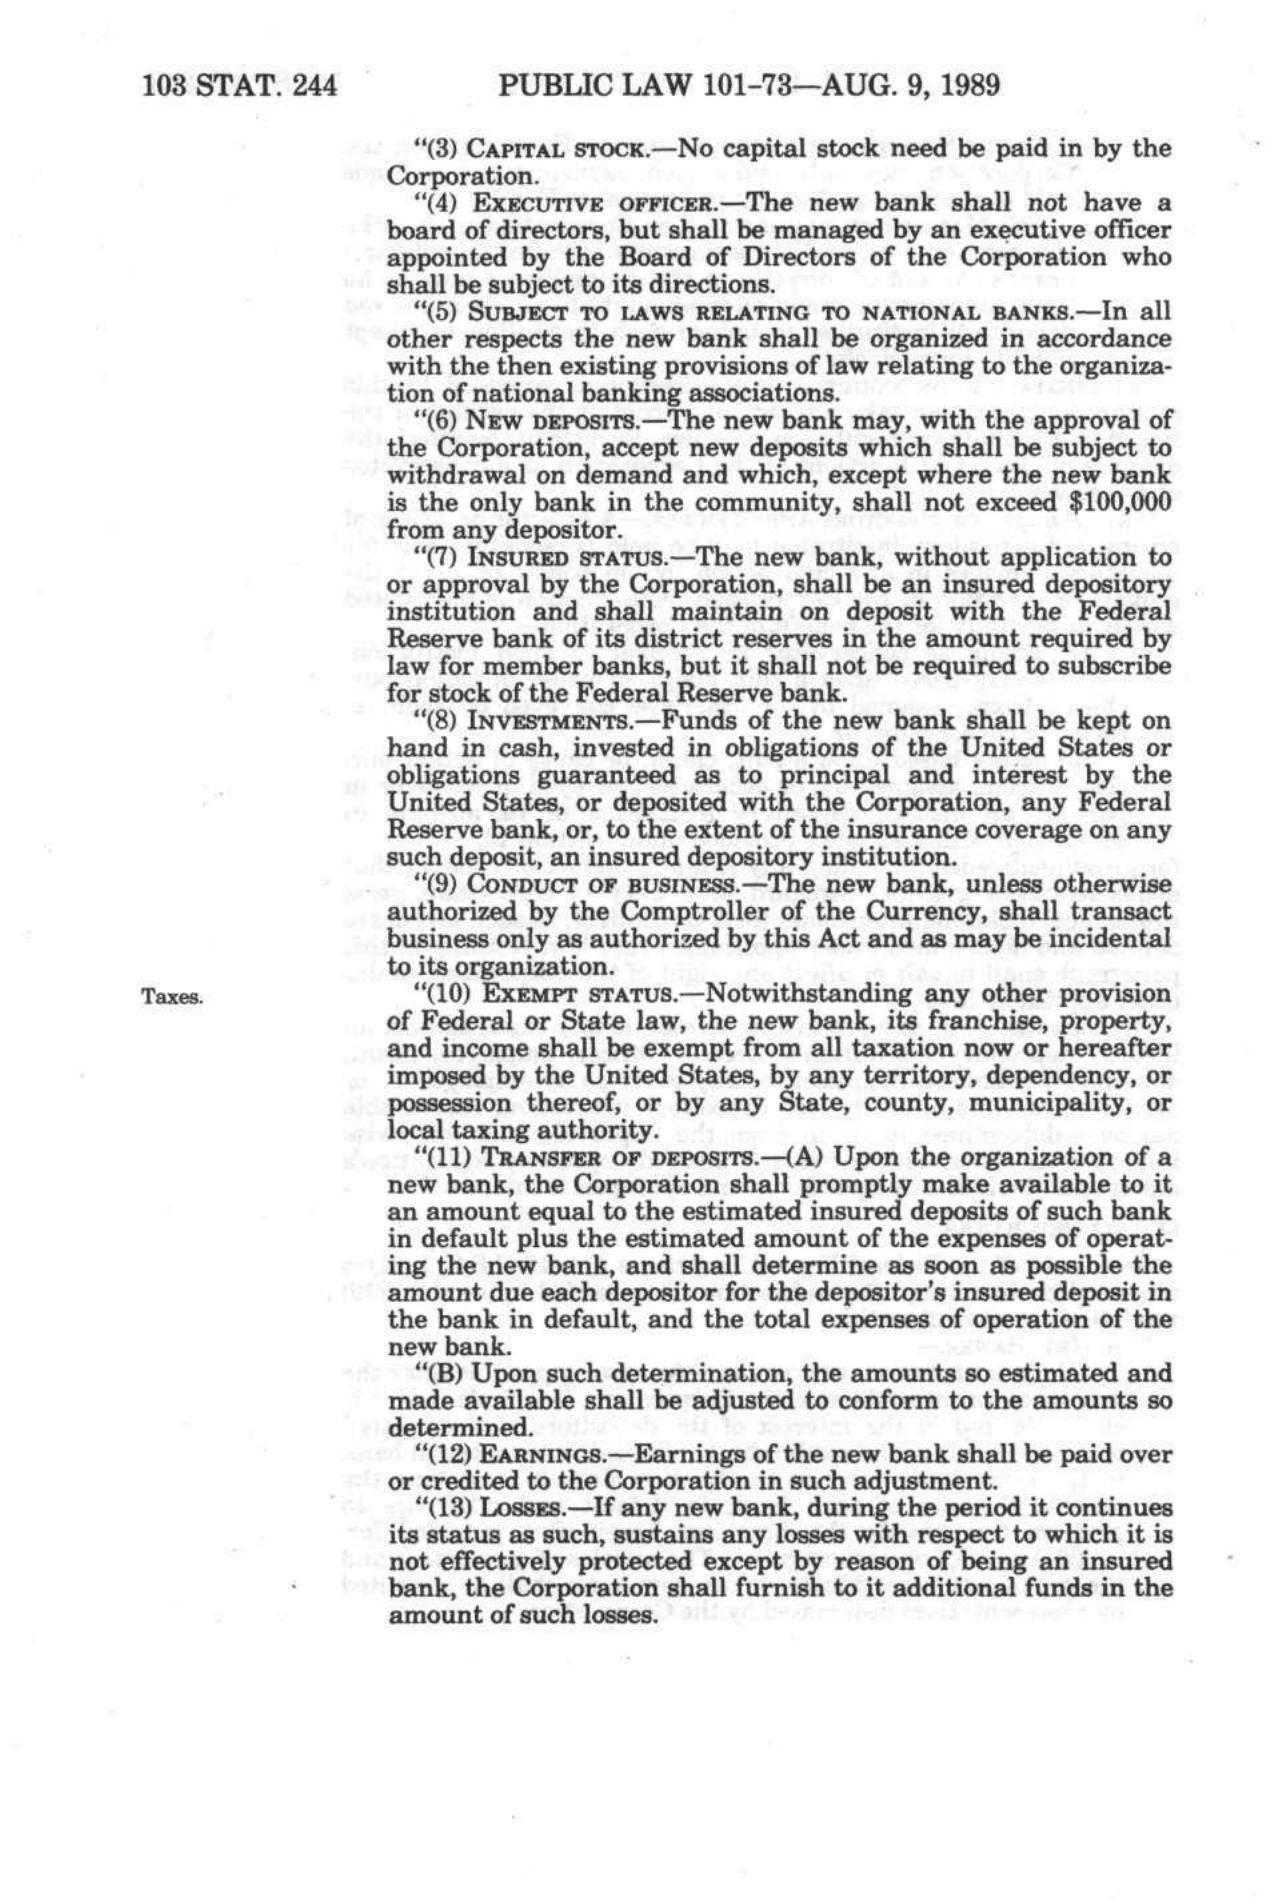 103 STAT. 244 PUBLIC LAW 101-73—AUG. 9, 1989
"(3) CAPITAL STOCK.—No capital stock need be paid in by the
Corporation.
"(4) EXECUTIVE OFFICER.—The new bank shall not have a
board of directors, but shall be managed by an executive officer
appointed by the Board of Directors of the Corporation who
shall be subject to its directions.
"(5) SUBJECT TO LAWS RELATING TO NATIONAL BANKS.—In all
other respects the new bank shall be organized in accordance
with the then existing provisions of law relating to the organiza-
tion of national banking associations.
"(6) NEW DEPOSITS.—The new bank may, with the approval of
the Corporation, accept new deposits which shall be subject to
withdrawal on demand and which, except where the new bank
is the only bank in the community, shall not exceed $100,000
from any depositor.
"(7) INSURED STATUS.—The new bank, without application to
or approval by the Corporation, shall be an insured depository
institution and shall maintain on deposit with the Federal
Reserve bank of its district reserves in the amount required by
law for member banks, but it shall not be required to subscribe
for stock of the Federal Reserve bank.
"(8) INVESTMENTS.—Funds of the new bank shall be kept on
hand in cash, invested in obligations of the United States or
obligations guaranteed as to principal and interest by the
United States, or deposited with the Corporation, any Federal
Reserve bank, or, to the extent of the insurance coverage on any
such deposit, an insured depository institution.
"(9) CONDUCT OF BUSINESS.—The new bank, unless otherwise
authorized by the Comptroller of the Currency, shall transact
business only as authorized by this Act and as may be incidental
to its organization.
Taxes.
"(10) EXEMPT STATUS.—Notwithstanding any other provision
of Federal or State law, the new bank, its franchise, property,
and income shall be exempt from all taxation now or hereafter
imposed by the United States, by any territory, dependency, or
possession thereof, or by any State, county, municipality, or
local taxing authority.
"(11) TRANSFER OF DEPOSITS.—(A) Upon the organization of a
new bank, the Corporation shall promptly make available to it
an amount equal to the estimated insured deposits of such bank
in default plus the estimated amount of the expenses of operat-
ing the new bank, and shall determine as soon as possible the
amount due each depositor for the depositor's insured deposit in
the bank in default, and the total expenses of operation of the
new bank.
"(B) Upon such determination, the amounts so estimated and
made available shall be adjusted to conform to the amounts so
determined.
"(12) EARNINGS.—Earnings of the new bank shall be paid over
or credited to the Corporation in such adjustment.
"(13) LOSSES.—If any new bank, during the period it continues
its status as such, sustains any losses with respect to which it is
not effectively protected except by reason of being an insured
bank, the Corporation shall furnish to it additional funds in the
amount of such losses.